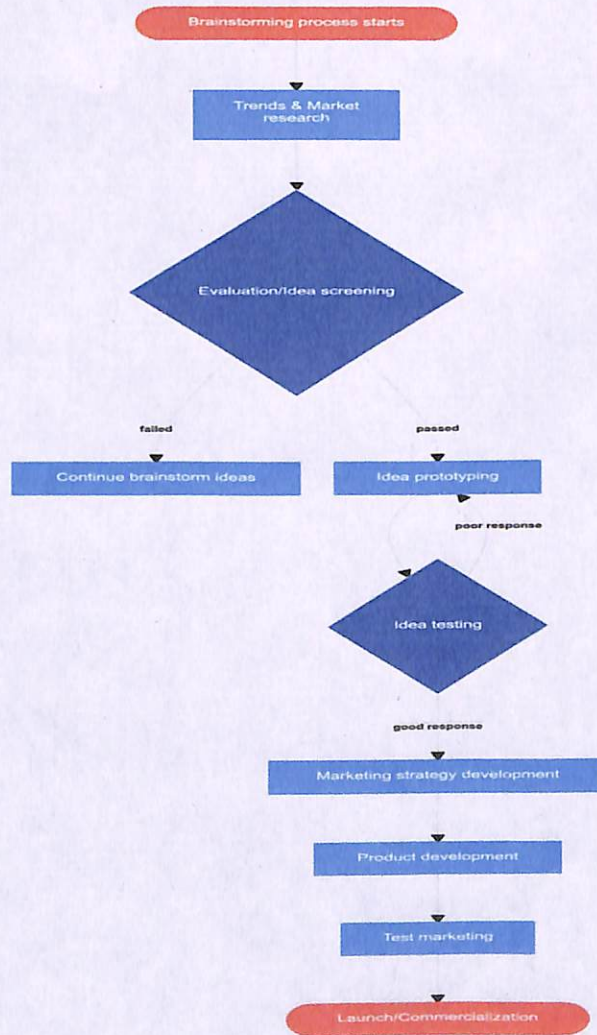 Brainstorming process starts
Trends & Market
research
Evaluation/Idea screening
failed
passed
Continue brainstorm ideas
Idea prototyping
poor response
Idea testing
good response
Marketing strategy development
Product development
Test marketing
Launch/Commercialization